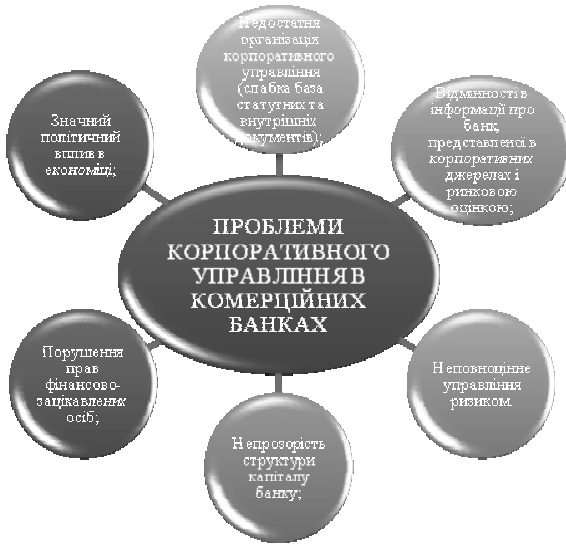 Недостатня
організація
корпоративного
управління
(слабка база
статутних та
внутрішніх
документів);
Відмінності в
інформації про
банк,
представленої в
корпоративних
джерелах і
ринковою
оцінкою;
Значний
політичний
вплив в
економіці;
ПРОБЛЕМИ
КОРПОРАТИВНОГО
УПРАВЛІННЯ В
КОМЕРЦІЙНИХ
БАНКАХ
Порушення
прав
фінансово-
зацікавлених
осіб;
Неповноцінне
управління
ризиком.
Непрозорість
структури
капіталу
банку;